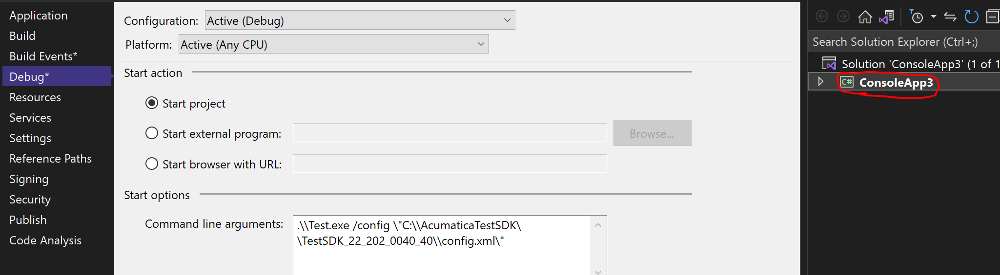 Application
Build
Build Events*
Debug*
Resources
Services
Settings
Reference Paths
Signing
Security
Publish
Code Analysis
Configuration: Active (Debug)
Platform: Active (Any CPU)
Start action
Start project
Start external program: Browse...
Start browser with URL:
Start options
Command line arguments: .\\Test.exe /config \"C:\\AcumaticaTestSDK\
\TestSDK_22_202_0040_40\\config.xml\"
Search Solution Explorer (Ctrl+;)
Solution 'ConsoleApp3' (1 of 1
C# ConsoleApp3